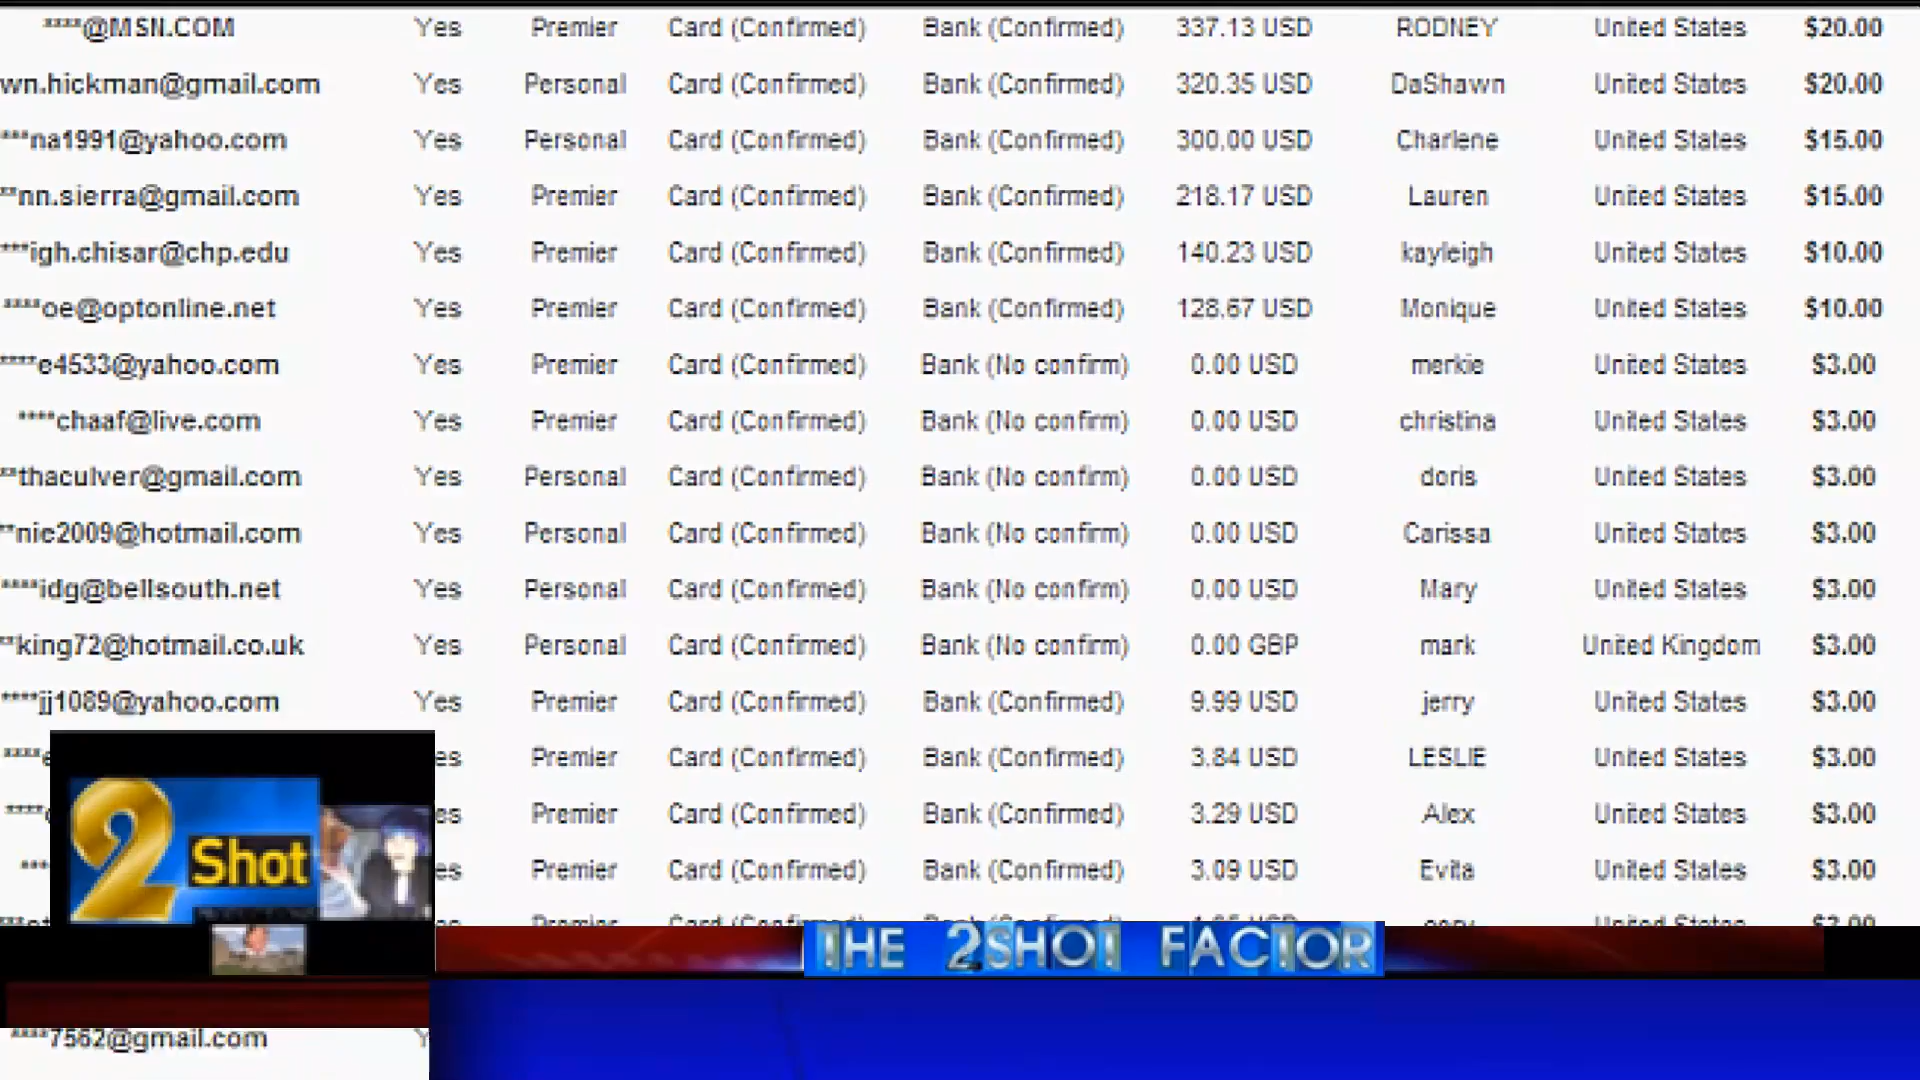 ****@MSN.COM Yes Premier Card (Confirmed) Bank (Confirmed) 337.13 USD RODNEY United States $20.00
wn.hickman@gmail.com Yes Personal Card (Confirmed) Bank (Confirmed) 320.35 USD DaShawn United States $20.00
***na1991@yahoo.com Yes Personal Card (Confirmed) Bank (Confirmed) 300.00 USD Charlene United States $15.00
**nn.sierra@gmail.com Yes Premier Card (Confirmed) Bank (Confirmed) 218.17 USD Lauren United States $15.00
***igh.chisar@chp.edu Yes Premier Card (Confirmed) Bank (Confirmed) 140.23 USD kayleigh United States $10.00
****oe@optonline.net Yes Premier Card (Confirmed) Bank (Confirmed) 128.67 USD Monique United States $10.00
****e4533@yahoo.com Yes Premier Card (Confirmed) Bank (No confirm) 0.00 USD merkie United States $3.00
****chaaf@live.com Yes Premier Card (Confirmed) Bank (No confirm) 0.00 USD christina United States $3.00
**thaculver@gmail.com Yes Personal Card (Confirmed) Bank (No confirm) 0.00 USD doris United States $3.00
**nie2009@hotmail.com Yes Personal Card (Confirmed) Bank (No confirm) 0.00 USD Carissa United States $3.00
****idg@bellsouth.net Yes Personal Card (Confirmed) Bank (No confirm) 0.00 USD Mary United States $3.00
**king72@hotmail.co.uk Yes Personal Card (Confirmed) Bank (No confirm) 0.00 GBP mark United Kingdom $3.00
****jj1089@yahoo.com Yes Premier Card (Confirmed) Bank (Confirmed) 9.99 USD jerry United States $3.00
****e es Premier Card (Confirmed) Bank (Confirmed) 3.84 USD LESLIE United States $3.00
**** es Premier Card (Confirmed) Bank (Confirmed) 3.29 USD Alex United States $3.00
*** es Premier Card (Confirmed) Bank (Confirmed) 3.09 USD Evita United States $3.00
2 Shot
THE 2SHOT FACTOR
****7562@gmail.com Y